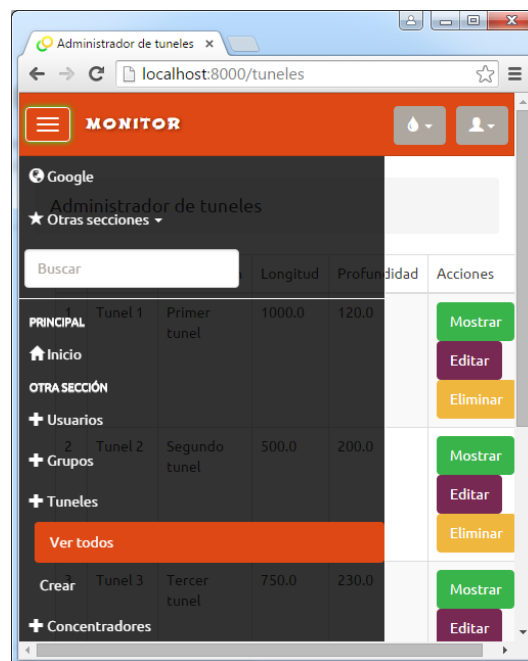 Administrador de tuneles
localhost:8000/tuneles
MONITOR
Google
Administrador de tuneles
Otras secciones
Buscar
Longitud Profundidad Acciones
PRINCIPAL
1 Tunel 1 Primer tunel 1000.0 120.0 Mostrar
Inicio
Editar
OTRA SECCIÓN
Eliminar
Usuarios
2 Tunel 2 Segundo tunel 500.0 200.0 Mostrar
Grupos
Editar
Tuneles
Ver todos
Eliminar
Crear
Tunel 3 Tercer tunel 750.0 230.0 Mostrar
Concentradores
Editar